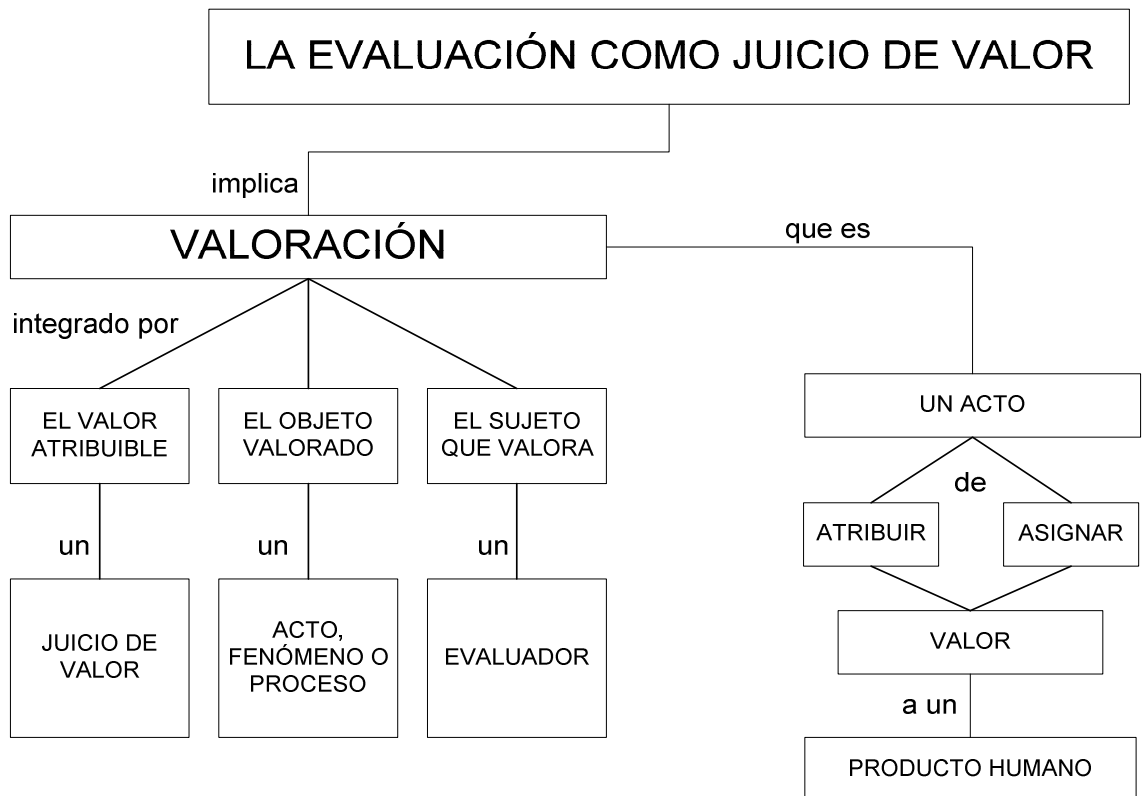 LA EVALUACIÓN COMO JUICIO DE VALOR
implica
VALORACIÓN
que es
integrado por
EL VALOR
ATRIBUIBLE
EL OBJETO
VALORADO
EL SUJETO
QUE VALORA
UN ACTO
de
ATRIBUIR
ASIGNAR
un
un
un
JUICIO DE
VALOR
ACTO,
FENÓMENO O
PROCESO
EVALUADOR
VALOR
a un
PRODUCTO HUMANO